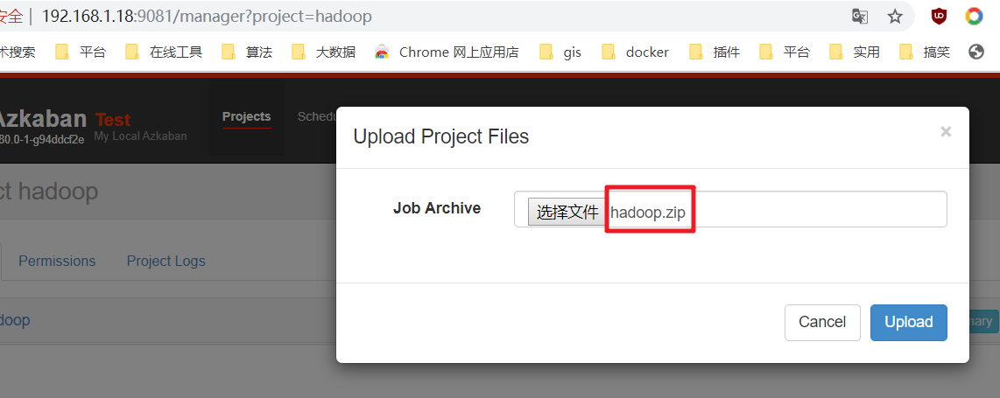 安全 | 192.168.1.18:9081/manager?project=hadoop
术搜索 平台 在线工具 算法 大数据 Chrome 网上应用店 gis docker 插件 平台 实用 搞笑
Azkaban Test Projects Schedu
80.0-1-g94ddcf2e My Local Azkaban
Upload Project Files ×
ct hadoop
Job Archive 选择文件 hadoop.zip
Permissions Project Logs
doop
Cancel Upload
mary